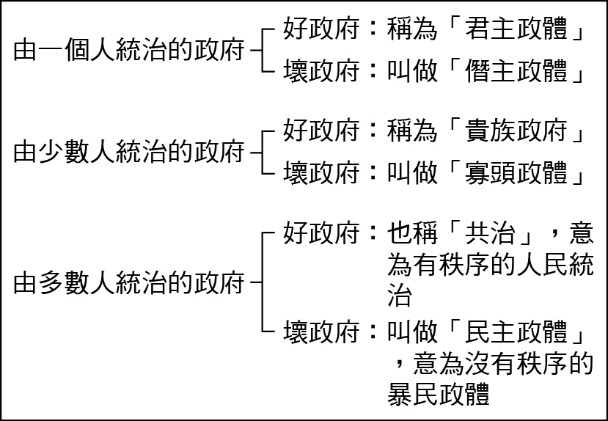 由一個人統治的政府
好政府：稱為「君主政體」
壞政府：叫做「僭主政體」
由少數人統治的政府
好政府：稱為「貴族政府」
壞政府：叫做「寡頭政體」
由多數人統治的政府
好政府：也稱「共治」，意
為有秩序的人民統
治
壞政府：叫做「民主政體」
，意為沒有秩序的
暴民政體